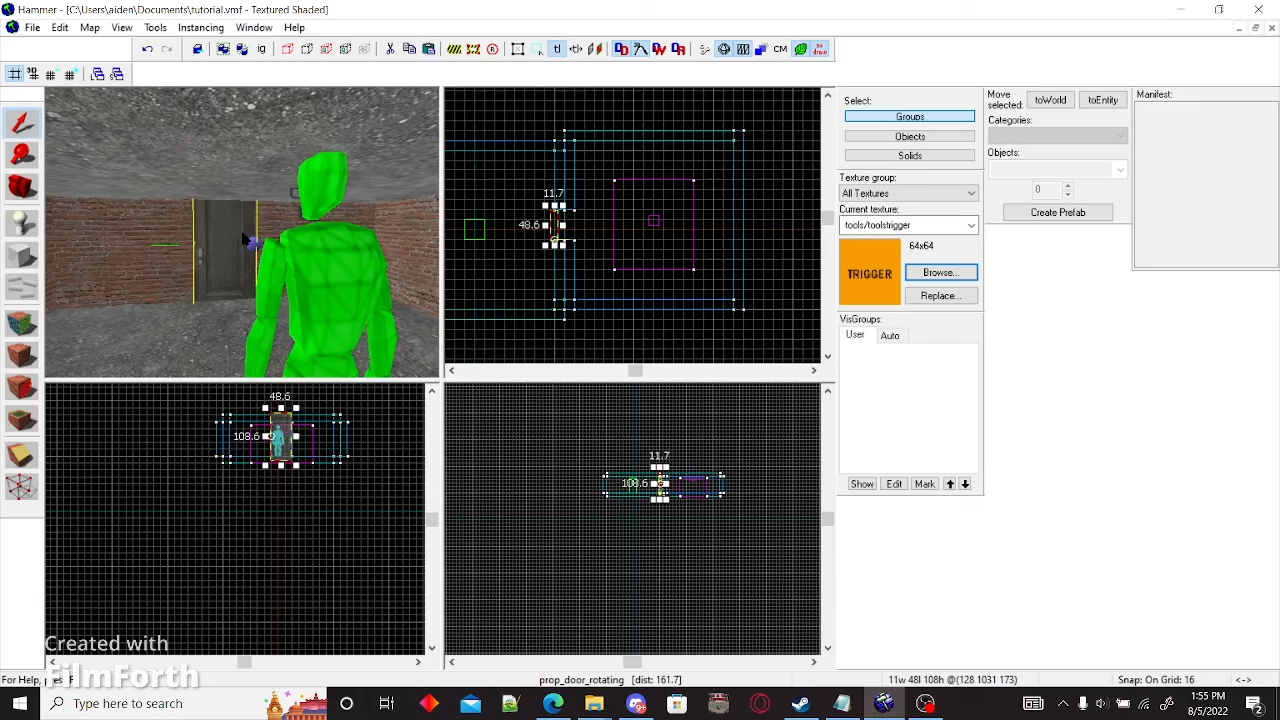 Hammer - [C:\Users\aiden\Documents\tutorial.vmf - Textured Shaded]
File Edit Map View Tools Instancing Window Help
Select:
Groups
Objects
Solids
Texture group:
All Textures
Current texture:
tools/toolstrigger
TRIGGER
64x64
Browse...
Replace...
VisGroups:
User Auto
Show Edit Mark
Move
selected:
toWorld toEntity
Categories:
Objects:
0
Create Prefab
Manifest:
11.7
48.6
48.6
108.6
11.7
108.6
Created with
FilmForth
For Help,
prop_door_rotating [dist: 161.7]
11w 48l 108h @(128 1031 173)
Snap: On Grid: 16
<->
Type here to search
1:55 PM
8/5/2022